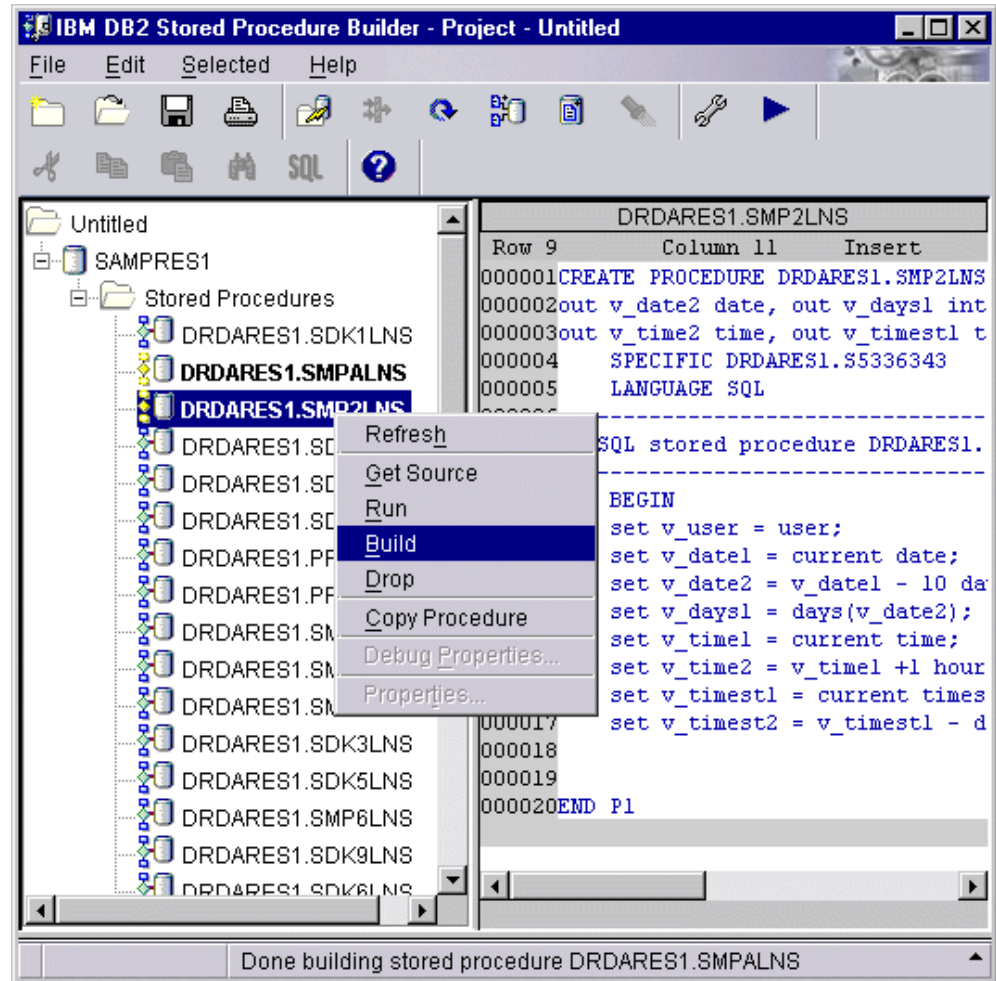 IBM DB2 Stored Procedure Builder - Project - Untitled
File Edit Selected Help
SQL
Untitled
SAMPRES1
Stored Procedures
DRDARES1.SDK1LNS
DRDARES1.SMPALNS
DRDARES1.SMP2LNS
DRDARES1.SD
DRDARES1.SD
DRDARES1.SD
DRDARES1.PF
DRDARES1.PF
DRDARES1.SM
DRDARES1.SM
DRDARES1.SM
DRDARES1.SDK3LNS
DRDARES1.SDK5LNS
DRDARES1.SMP6LNS
DRDARES1.SDK9LNS
DRDARES1.SDK6LNS
Refresh
Get Source
Run
Build
Drop
Copy Procedure
Debug Properties...
Properties...
DRDARES1.SMP2LNS
Row 9 Column 11 Insert
000001CREATE PROCEDURE DRDARES1.SMP2LNS
000002out v_date2 date, out v_days1 int
000003out v_time2 time, out v_timest1 t
000004 SPECIFIC DRDARES1.S5336343
000005 LANGUAGE SQL
------------------------------
SQL stored procedure DRDARES1.
------------------------------
BEGIN
set v_user = user;
set v_date1 = current date;
set v_date2 = v_date1 - 10 da
set v_days1 = days(v_date2);
set v_time1 = current time;
set v_time2 = v_time1 +1 hour
set v_timest1 = current times
000017 set v_timest2 = v_timest1 - d
000018
000019
000020END P1
Done building stored procedure DRDARES1.SMPALNS